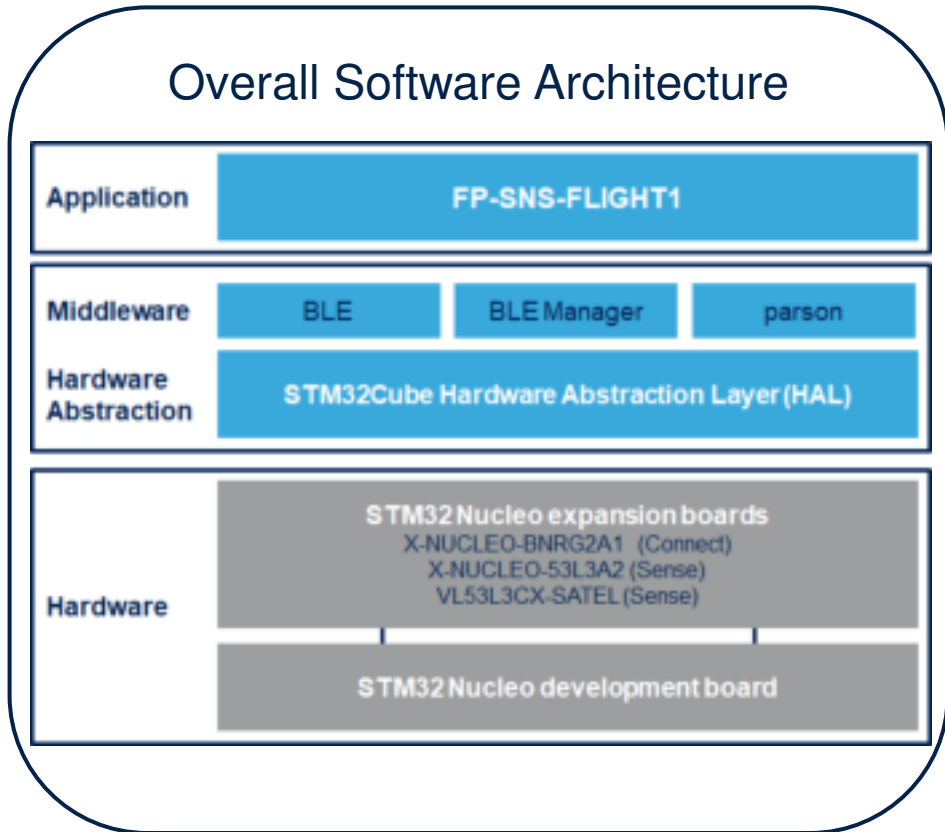 Overall Software Architecture
Application
FP-SNS-FLIGHT1
Middleware
BLE
BLE Manager
parson
Hardware
Abstraction
STM32Cube Hardware Abstraction Layer (HAL)
Hardware
STM32 Nucleo expansion boards
X-NUCLEO-BNRG2A1 (Connect)
X-NUCLEO-53L3A2 (Sense)
VL53L3CX-SATEL (Sense)
STM32 Nucleo development board